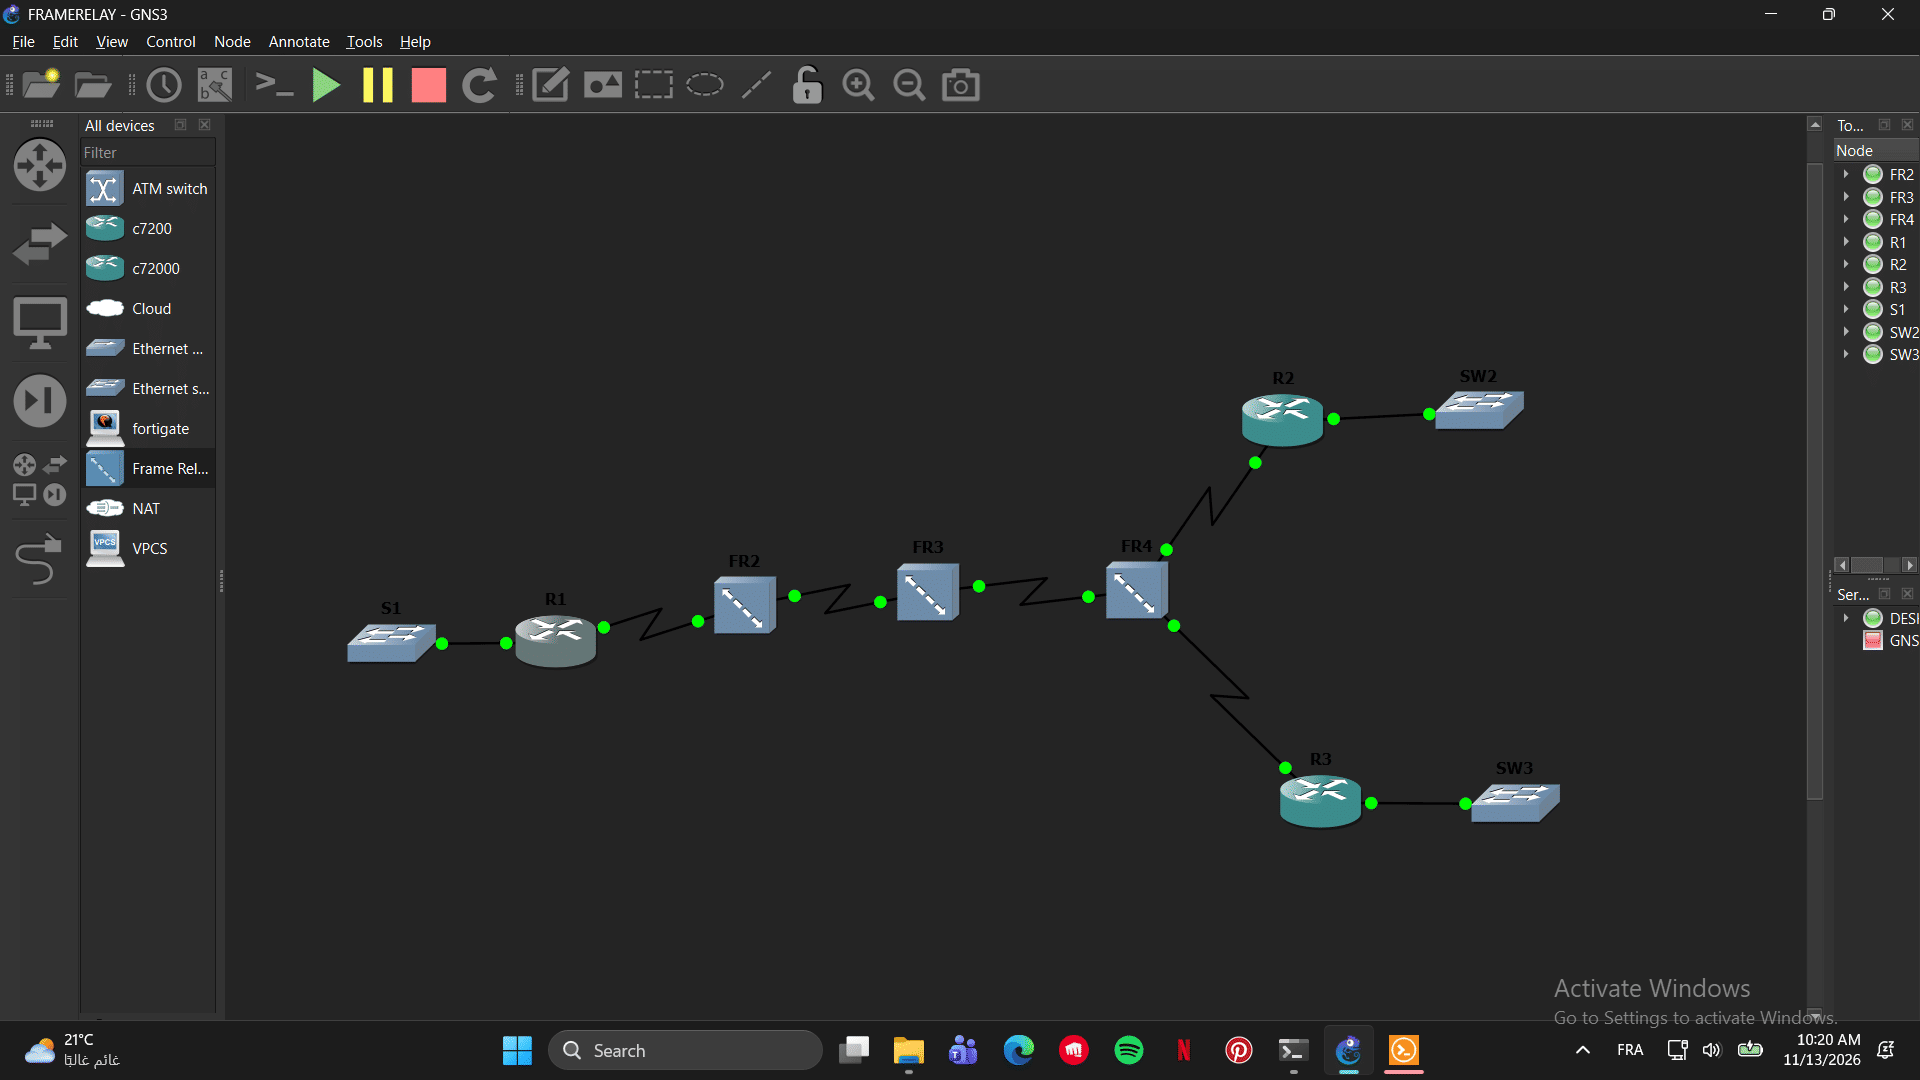 FRAMERELAY - GNS3
File Edit View Control Node Annotate Tools Help
a c
b
All devices
Filter
ATM switch
c7200
c72000
Cloud
Ethernet ...
Ethernet s...
fortigate
Frame Rel...
NAT
VPCS
VPCS
R2
SW2
FR2
FR3
FR4
S1
R1
R3
SW3
To...
Node
FR2
FR3
FR4
R1
R2
R3
S1
SW2
SW3
Ser...
DESI
GNS
Activate Windows
Go to Settings to activate Windows.
21°C
غائم غالبًا
Search
N
FRA
10:20 AM
11/13/2026